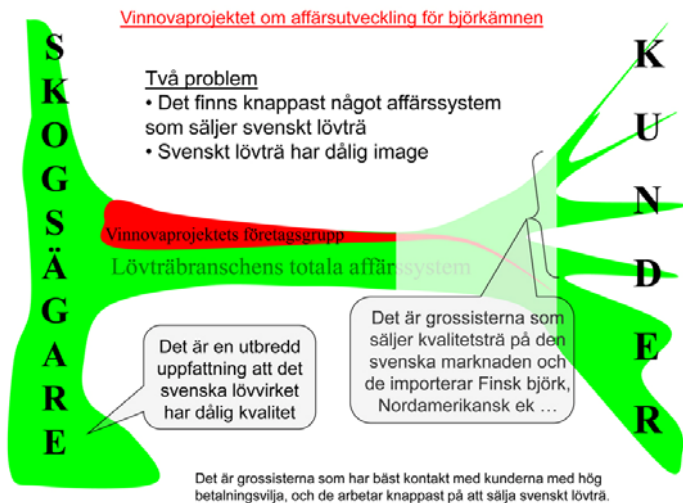 Vinnovaprojektet om affärsutveckling för björkämnen
SKOGSÄGARE
Två problem
• Det finns knappast något affärssystem
som säljer svenskt lövträ
• Svenskt lövträ har dålig image
KUNDER
Vinnovaprojektets företagsgrupp
Lövträbranschens totala affärssystem
Det är en utbredd
uppfattning att det
svenska lövvirket
har dålig kvalitet
Det är grossisterna som
säljer kvalitetsträ på den
svenska marknaden och
de importerar Finsk björk,
Nordamerikansk ek …
Det är grossisterna som har bäst kontakt med kunderna med hög
betalningsvilja, och de arbetar knappast på att sälja svenskt lövträ.